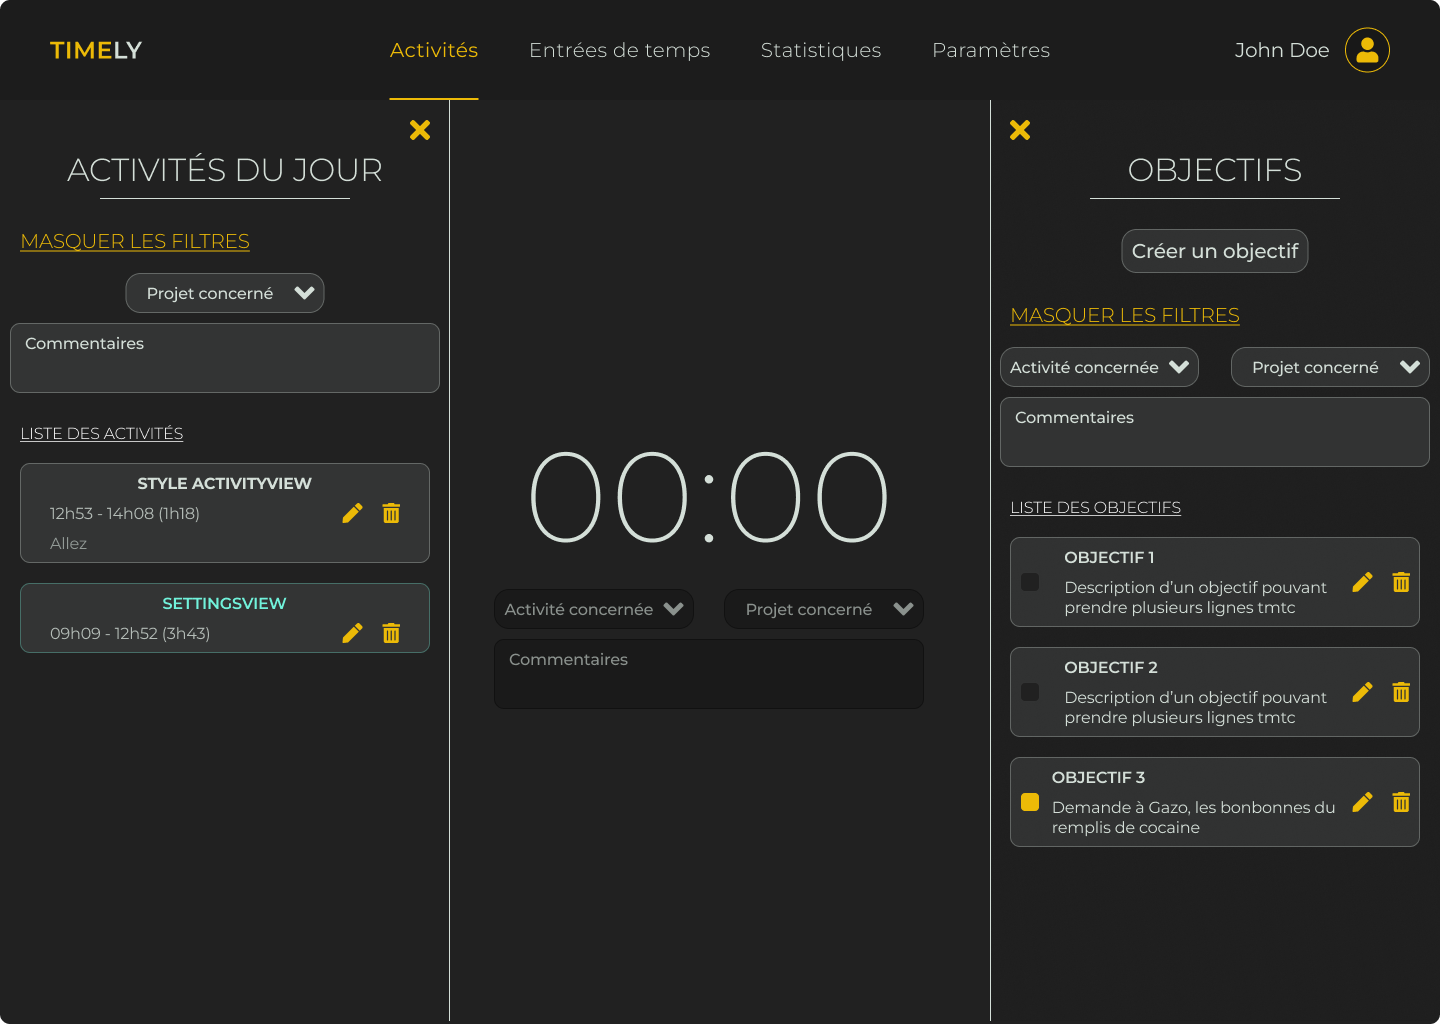 TIMELY
Activités
Entrées de temps
Statistiques
Paramètres
John Doe
ACTIVITÉS DU JOUR
MASQUER LES FILTRES
Projet concerné
Commentaires
LISTE DES ACTIVITÉS
STYLE ACTIVITYVIEW
12h53 - 14h08 (1h18)
Allez
SETTINGSVIEW
09h09 - 12h52 (3h43)
00:00
Activité concernée
Projet concerné
Commentaires
OBJECTIFS
Créer un objectif
MASQUER LES FILTRES
Activité concernée
Projet concerné
Commentaires
LISTE DES OBJECTIFS
OBJECTIF 1
Description d’un objectif pouvant
prendre plusieurs lignes tmtc
OBJECTIF 2
Description d’un objectif pouvant
prendre plusieurs lignes tmtc
OBJECTIF 3
Demande à Gazo, les bonbonnes du
remplis de cocaine